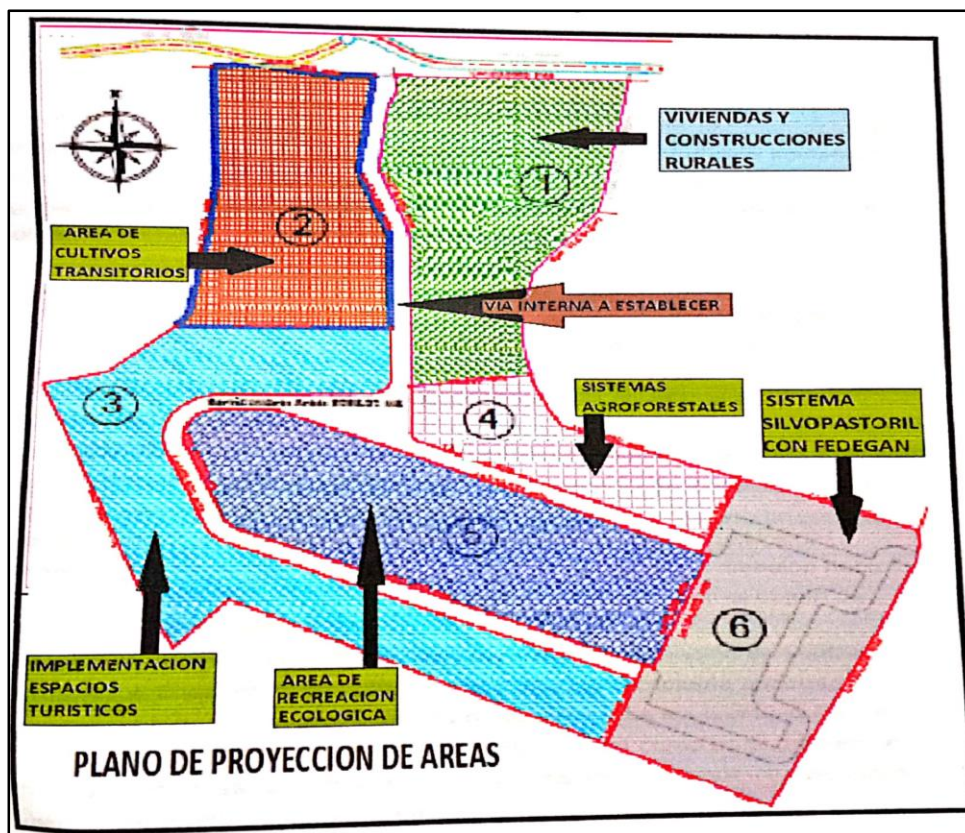 N
VIVIENDAS Y
CONSTRUCCIONES
RURALES
1
2
AREA DE
CULTIVOS
TRANSITORIOS
VIA INTERNA A ESTABLECER
3
4
SISTEMAS
AGROFORESTALES
SISTEMA
SILVOPASTORIL
CON FEDEGAN
5
6
IMPLEMENTACION
ESPACIOS
TURISTICOS
AREA DE
RECREACION
ECOLOGICA
PLANO DE PROYECCION DE AREAS